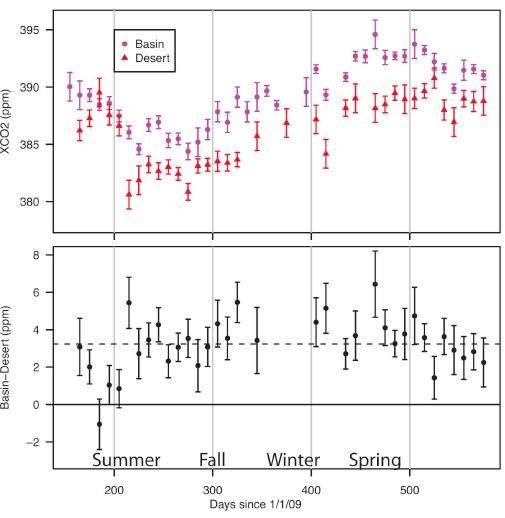 395
390
385
380
XCO2 (ppm)
Basin
Desert
8
6
4
2
0
−2
Basin−Desert (ppm)
Summer Fall Winter Spring
200 300 400 500
Days since 1/1/09